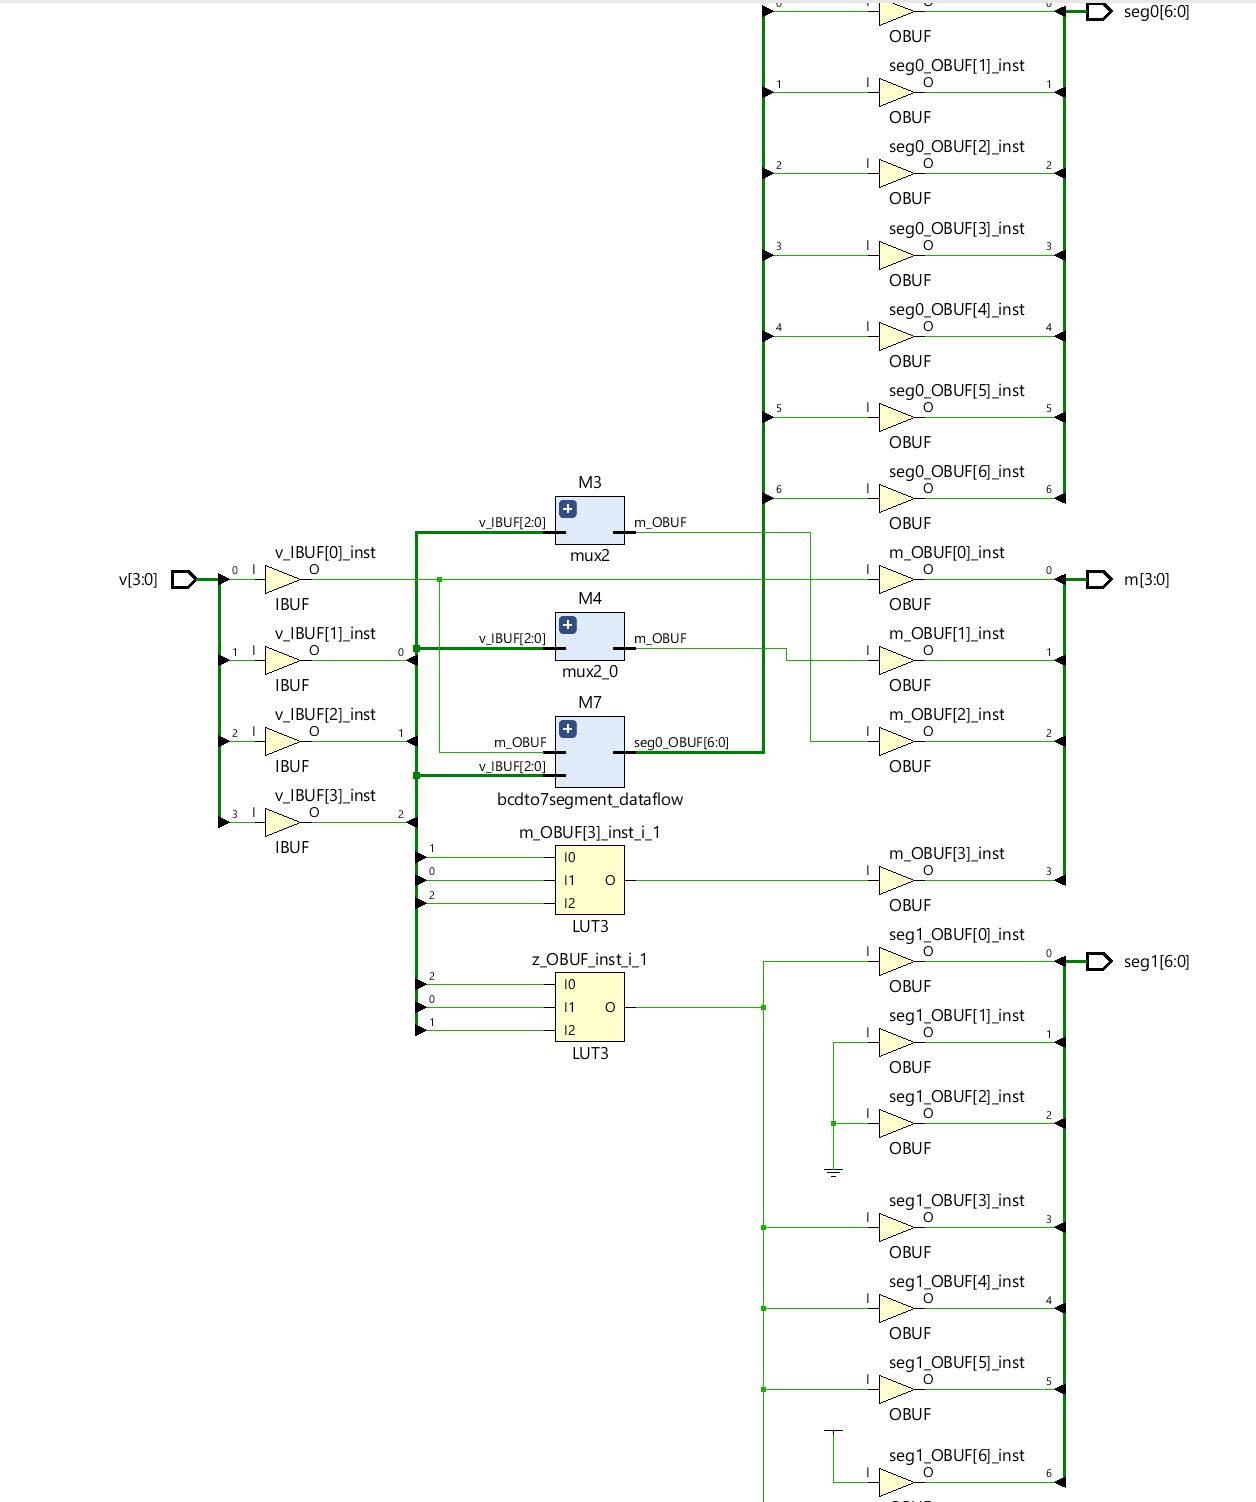 0 I O 0 seg0[6:0]
OBUF
seg0_OBUF[1]_inst
1 I O 1
OBUF
seg0_OBUF[2]_inst
2 I O 2
OBUF
seg0_OBUF[3]_inst
3 I O 3
OBUF
seg0_OBUF[4]_inst
4 I O 4
OBUF
seg0_OBUF[5]_inst
5 I O 5
OBUF
seg0_OBUF[6]_inst
6 I O 6
OBUF
M3
v_IBUF[2:0] m_OBUF
mux2
v_IBUF[0]_inst m_OBUF[0]_inst
v[3:0] 0 I O I O 0 m[3:0]
IBUF OBUF
M4
v_IBUF[2:0] m_OBUF
mux2_0
v_IBUF[1]_inst m_OBUF[1]_inst
1 I O 0 I O 1
IBUF OBUF
M7
v_IBUF[2]_inst m_OBUF[2]_inst
2 I O 1 m_OBUF seg0_OBUF[6:0] I O 2
IBUF v_IBUF[2:0] OBUF
bcdto7segment_dataflow
v_IBUF[3]_inst
3 I O 2
IBUF
m_OBUF[3]_inst_i_1
1 I0
0 I1 O
2 I2
LUT3
m_OBUF[3]_inst
I O 3
OBUF
z_OBUF_inst_i_1
2 I0
0 I1 O
1 I2
LUT3
seg1_OBUF[0]_inst
I O 0 seg1[6:0]
OBUF
seg1_OBUF[1]_inst
I O 1
OBUF
seg1_OBUF[2]_inst
I O 2
OBUF
seg1_OBUF[3]_inst
I O 3
OBUF
seg1_OBUF[4]_inst
I O 4
OBUF
seg1_OBUF[5]_inst
I O 5
OBUF
seg1_OBUF[6]_inst
I O 6